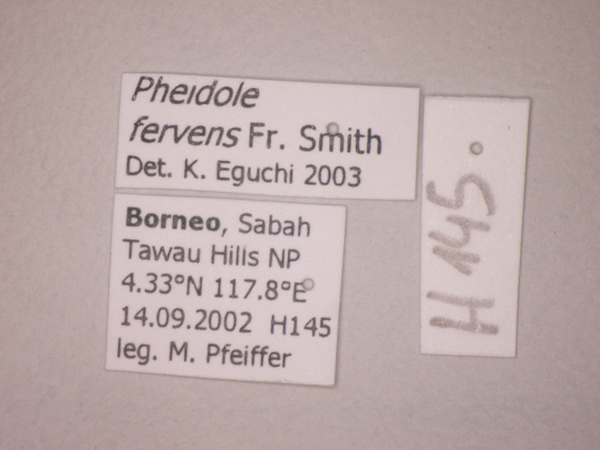 Pheidole
fervens Fr. Smith
Det. K. Eguchi 2003
Borneo, Sabah
Tawau Hills NP
4.33°N 117.8°E
14.09.2002 H145
leg. M. Pfeiffer
H 145.